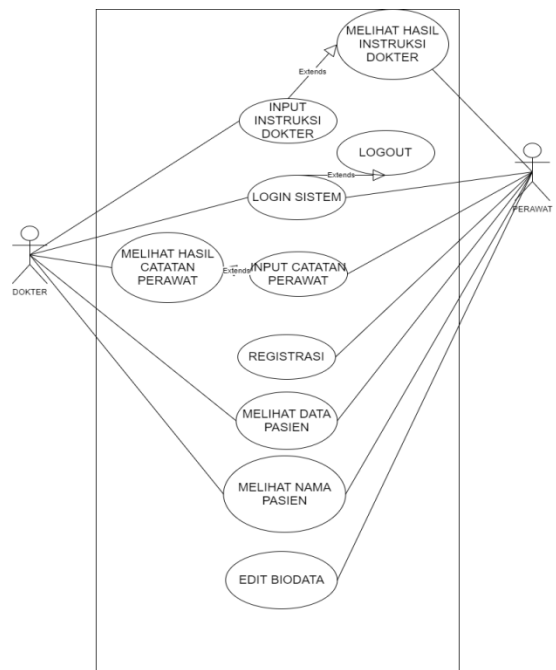 MELIHAT HASIL
INSTRUKSI
DOKTER
Extends
INPUT
INSTRUKSI
DOKTER
LOGOUT
Extends
LOGIN SISTEM
PERAWAT
MELIHAT HASIL
CATATAN
PERAWAT
Extends
INPUT CATATAN
PERAWAT
DOKTER
REGISTRASI
MELIHAT DATA
PASIEN
MELIHAT NAMA
PASIEN
EDIT BIODATA